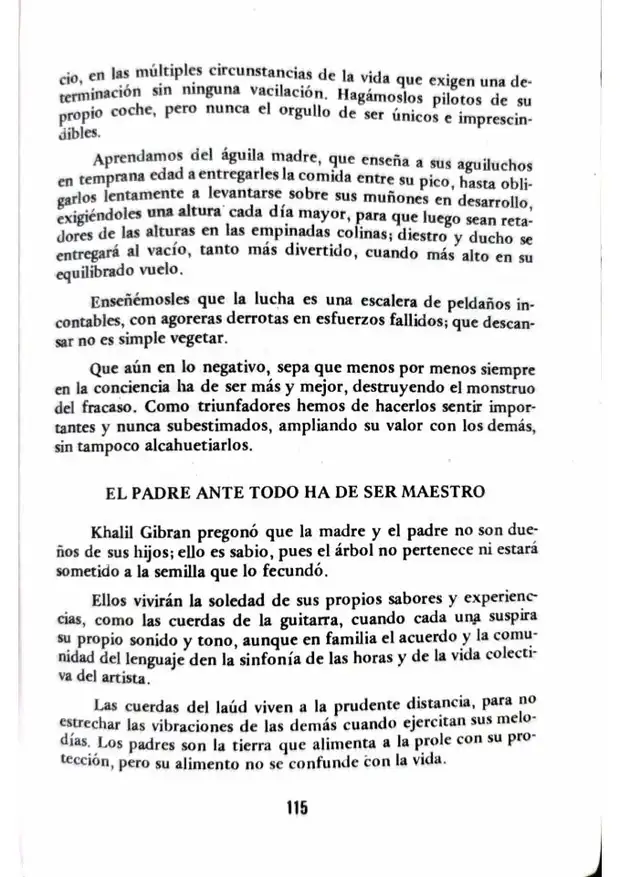 cio, en las múltiples circunstancias de la vida que exigen una de-
terminación sin ninguna vacilación. Hagámoslos pilotos de su
propio coche, pero nunca el orgullo de ser únicos e imprescin-
dibles.
Aprendamos del águila madre, que enseña a sus aguiluchos
en temprana edad a entregarles la comida entre su pico, hasta obli-
garlos lentamente a levantarse sobre sus muñones en desarrollo,
exigiéndoles una altura cada día mayor, para que luego sean reta-
dores de las alturas en las empinadas colinas; diestro y ducho se
entregará al vacío, tanto más divertido, cuando más alto en su
equilibrado vuelo.
Enseñémosles que la lucha es una escalera de peldaños in-
contables, con agoreras derrotas en esfuerzos fallidos; que descan-
sar no es simple vegetar.
Que aún en lo negativo, sepa que menos por menos siempre
en la conciencia ha de ser más y mejor, destruyendo el monstruo
del fracaso. Como triunfadores hemos de hacerlos sentir impor-
tantes y nunca subestimados, ampliando su valor con los demás,
sin tampoco alcahuetiarlos.
EL PADRE ANTE TODO HA DE SER MAESTRO
Khalil Gibran pregonó que la madre y el padre no son due-
ños de sus hijos; ello es sabio, pues el árbol no pertenece ni estará
sometido a la semilla que lo fecundó.
Ellos vivirán la soledad de sus propios sabores y experienc-
cias, como las cuerdas de la guitarra, cuando cada una suspira
su propio sonido y tono, aunque en familia el acuerdo y la comu-
nidad del lenguaje den la sinfonía de las horas y de la vida colecti-
va del artista.
Las cuerdas del laúd viven a la prudente distancia, para no
estrechar las vibraciones de las demás cuando ejercitan sus melo-
días. Los padres son la tierra que alimenta a la prole con su pro-
tección, pero su alimento no se confunde con la vida.
115